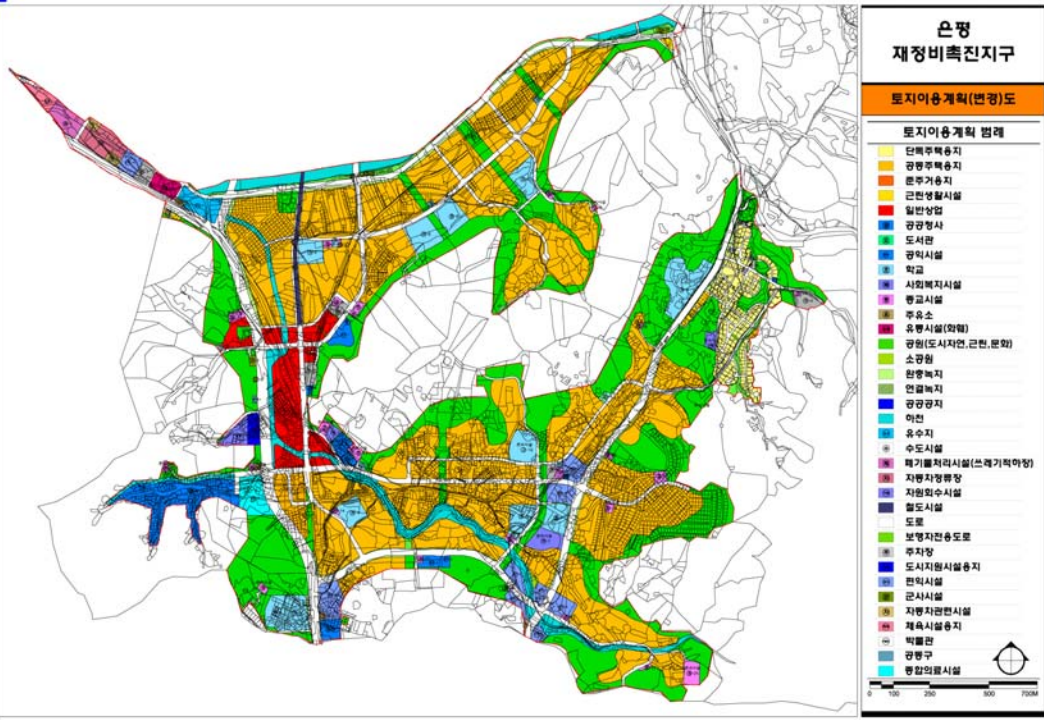 은평
재정비촉진지구
토지이용계획(변경)도
토지이용계획 범례
단독주택용지
공동주택용지
준주거용지
근린생활시설
일반상업
공공청사
도서관
공익시설
학교
사회복지시설
종교시설
주유소
유통시설(화훼)
공원(도시자연,근린,문화)
소공원
완충녹지
연결녹지
공공공지
하천
유수지
수도시설
폐기물처리시설(쓰레기적하장)
자동차정류장
자원회수시설
철도시설
도로
보행자전용도로
주차장
도시지원시설용지
편익시설
군사시설
자동차관련시설
체육시설용지
박물관
공동구
종합의료시설
0 100 250 500 700M